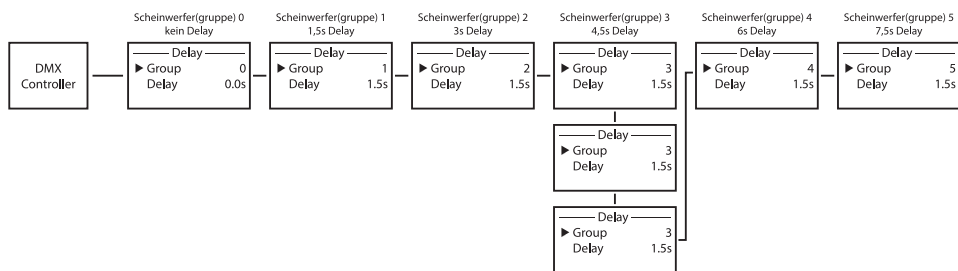 Scheinwerfer(gruppe) 0
kein Delay
Scheinwerfer(gruppe) 1
1,5s Delay
Scheinwerfer(gruppe) 2
3s Delay
Scheinwerfer(gruppe) 3
4,5s Delay
Scheinwerfer(gruppe) 4
6s Delay
Scheinwerfer(gruppe) 5
7,5s Delay
DMX
Controller
Delay
▶ Group 0
Delay 0.0s
Delay
▶ Group 1
Delay 1.5s
Delay
▶ Group 2
Delay 1.5s
Delay
▶ Group 3
Delay 1.5s
Delay
▶ Group 4
Delay 1.5s
Delay
▶ Group 5
Delay 1.5s
Delay
▶ Group 3
Delay 1.5s
Delay
▶ Group 3
Delay 1.5s